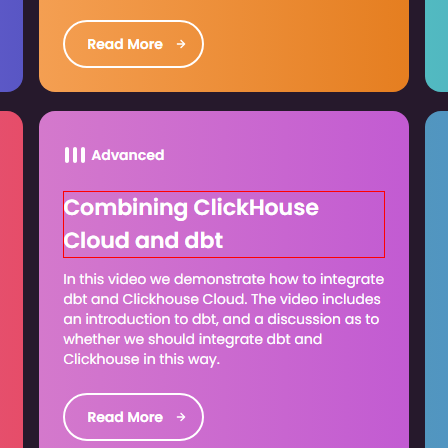 Read More
Advanced
Combining ClickHouse
Cloud and dbt
In this video we demonstrate how to integrate
dbt and Clickhouse Cloud. The video includes
an introduction to dbt, and a discussion as to
whether we should integrate dbt and
Clickhouse in this way.
Read More